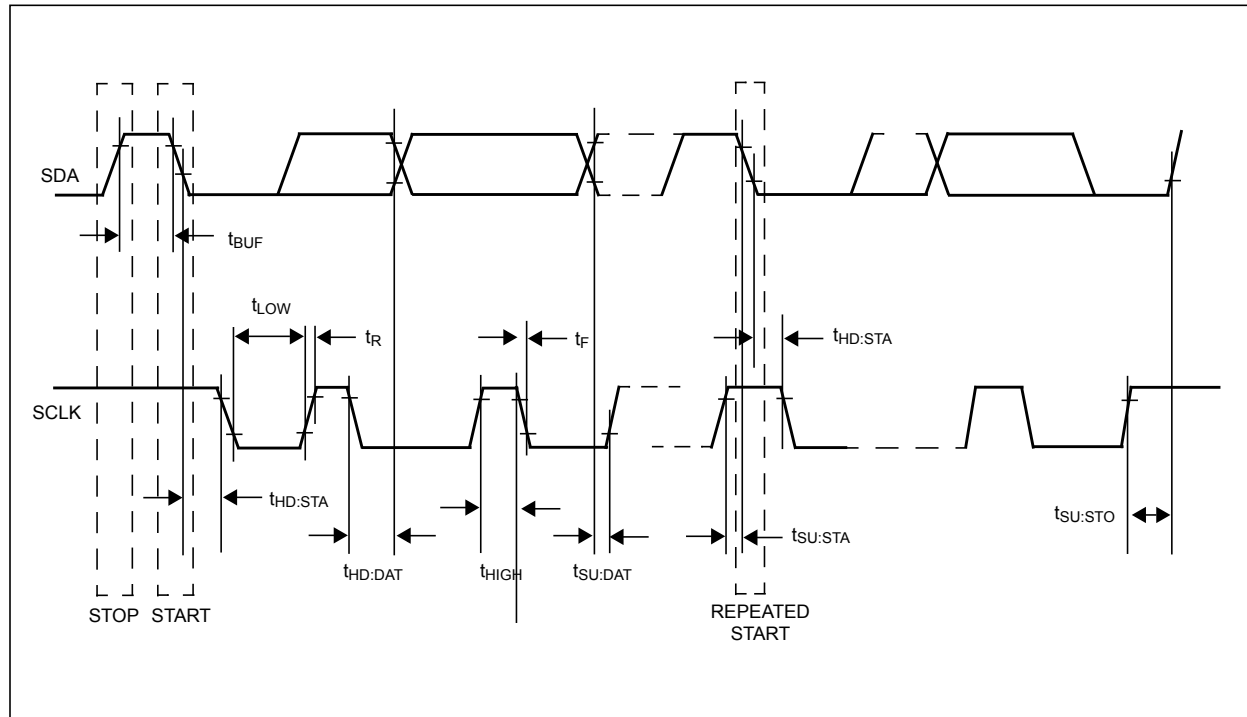 SDA
tBUF
tLOW
tR
tF
tHD:STA
SCLK
tHD:STA
tSU:STA
tSU:STO
tHD:DAT
tHIGH
tSU:DAT
STOP
START
REPEATED
START